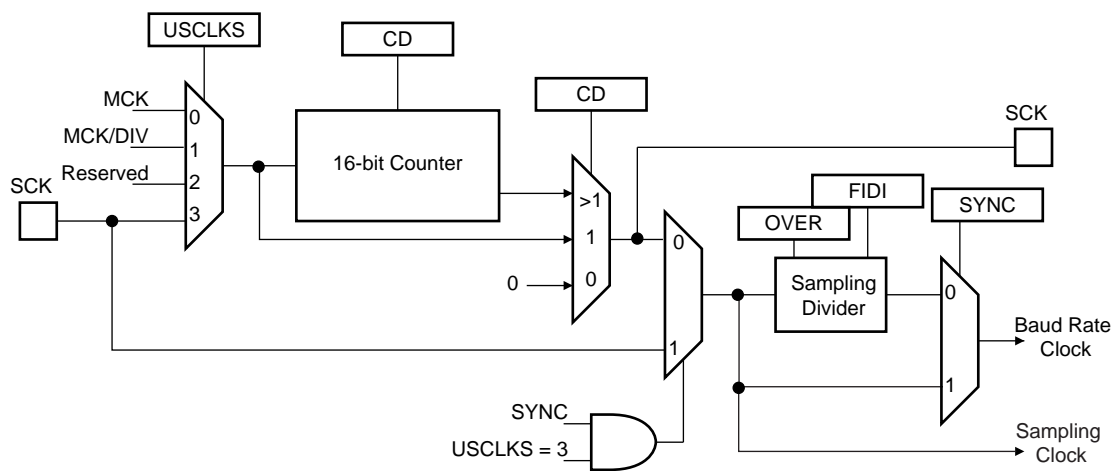 USCLKS
CD
CD
MCK
0
MCK/DIV
1
Reserved
2
SCK
3
16-bit Counter
>1
1
0
0
SCK
FIDI
OVER
SYNC
0
1
Sampling
Divider
0
1
Baud Rate
Clock
SYNC
USCLKS = 3
Sampling
Clock